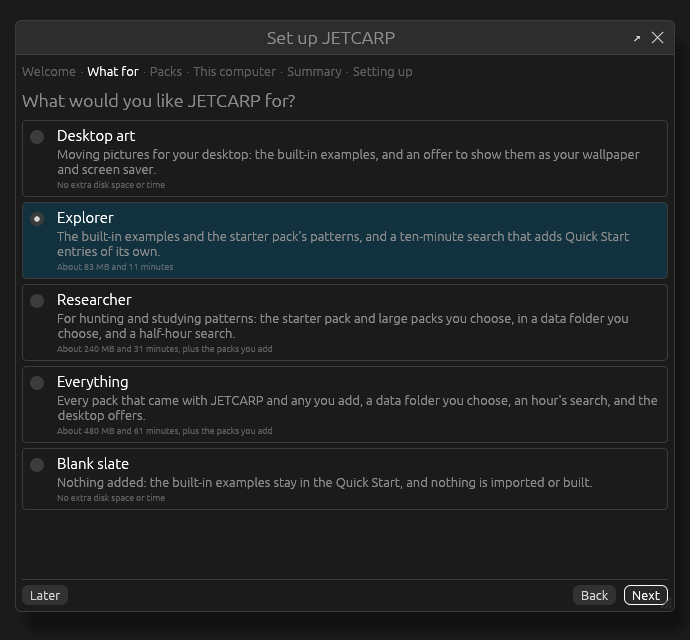 Set up JETCARP
Welcome · What for · Packs · This computer · Summary · Setting up
What would you like JETCARP for?
Desktop art
Moving pictures for your desktop: the built-in examples, and an offer to show them as your wallpaper
and screen saver.
No extra disk space or time
Explorer
The built-in examples and the starter pack's patterns, and a ten-minute search that adds Quick Start
entries of its own.
About 83 MB and 11 minutes
Researcher
For hunting and studying patterns: the starter pack and large packs you choose, in a data folder you
choose, and a half-hour search.
About 240 MB and 31 minutes, plus the packs you add
Everything
Every pack that came with JETCARP and any you add, a data folder you choose, an hour's search, and the
desktop offers.
About 480 MB and 61 minutes, plus the packs you add
Blank slate
Nothing added: the built-in examples stay in the Quick Start, and nothing is imported or built.
No extra disk space or time
Later Back Next